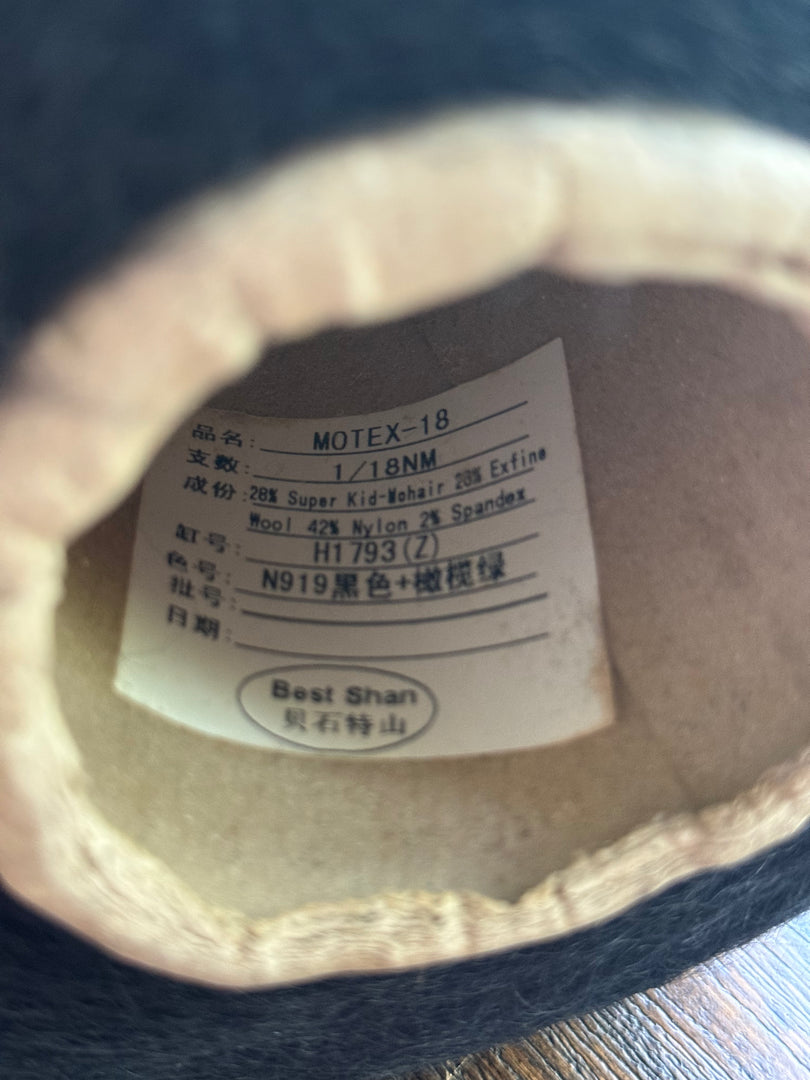 品名: MOTEX-18
支数: 1/18NM
成份: 28% Super Kid-Mohair 28% Exfine
Wool 42% Nylon 2% Spandex
缸号: H1793(Z)
色号: N919黑色+橄榄绿
批号:
日期:
Best Shan
贝石特山